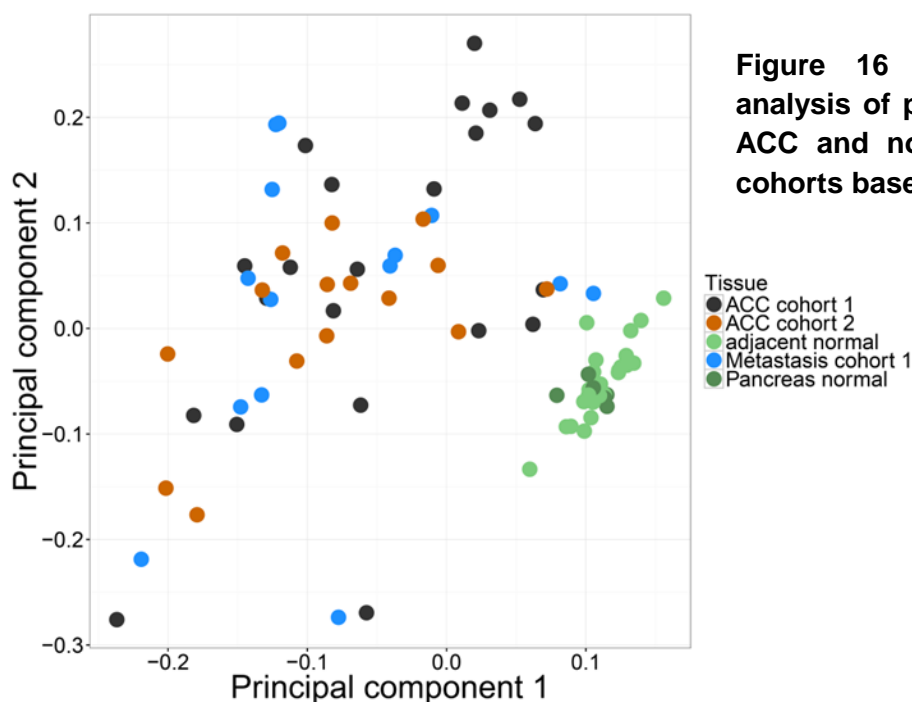 Figure 16
analysis of p
ACC and no
cohorts base
Principal component 2
0.2
0.1
0.0
−0.1
−0.2
−0.3
−0.2
−0.1
0.0
0.1
Principal component 1
Tissue
ACC cohort 1
ACC cohort 2
adjacent normal
Metastasis cohort 1
Pancreas normal